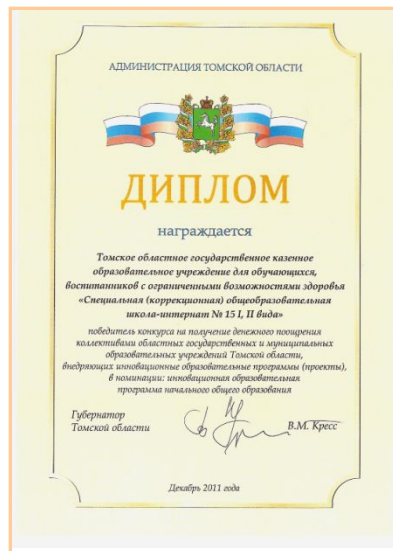 АДМИНИСТРАЦИЯ ТОМСКОЙ ОБЛАСТИ
ДИПЛОМ
награждается
Томское областное государственное казенное
образовательное учреждение для обучающихся,
воспитанников с ограниченными возможностями здоровья
«Специальная (коррекционная) общеобразовательная
школа-интернат № 15 I, II вида»
победитель конкурса на получение денежного поощрения
коллективами областных государственных и муниципальных
образовательных учреждений Томской области,
внедряющих инновационные образовательные программы (проекты),
в номинации: инновационная образовательная
программа начального общего образования
Губернатор
Томской области
В.М. Кресс
Декабрь 2011 года